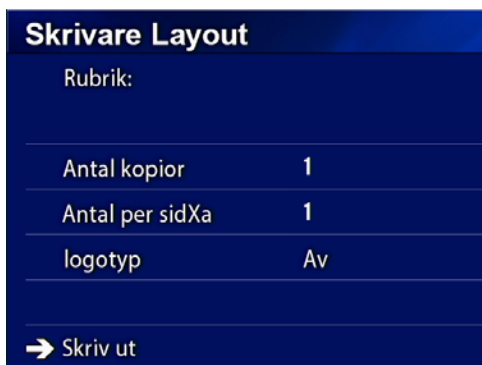 Skrivare Layout
Rubrik:
Antal kopior 1
Antal per sidXa 1
logotyp Av
Skriv ut